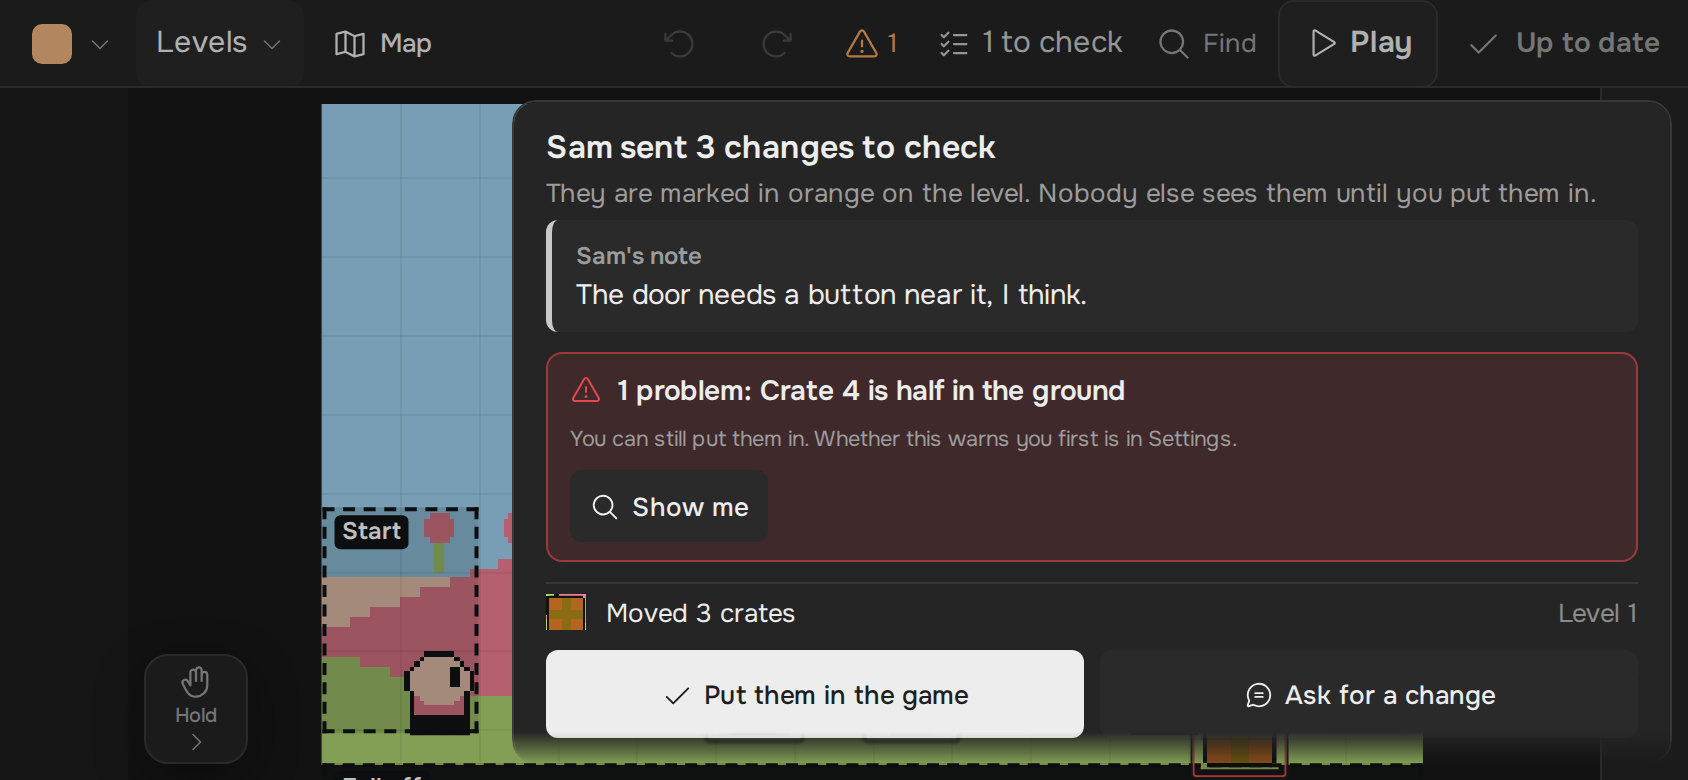 Levels
Map
1
1 to check
Find
Play
Up to date
Sam sent 3 changes to check
They are marked in orange on the level. Nobody else sees them until you put them in.
Sam's note
The door needs a button near it, I think.
1 problem: Crate 4 is half in the ground
You can still put them in. Whether this warns you first is in Settings.
Show me
Start
Moved 3 crates
Level 1
Hold
Put them in the game
Ask for a change